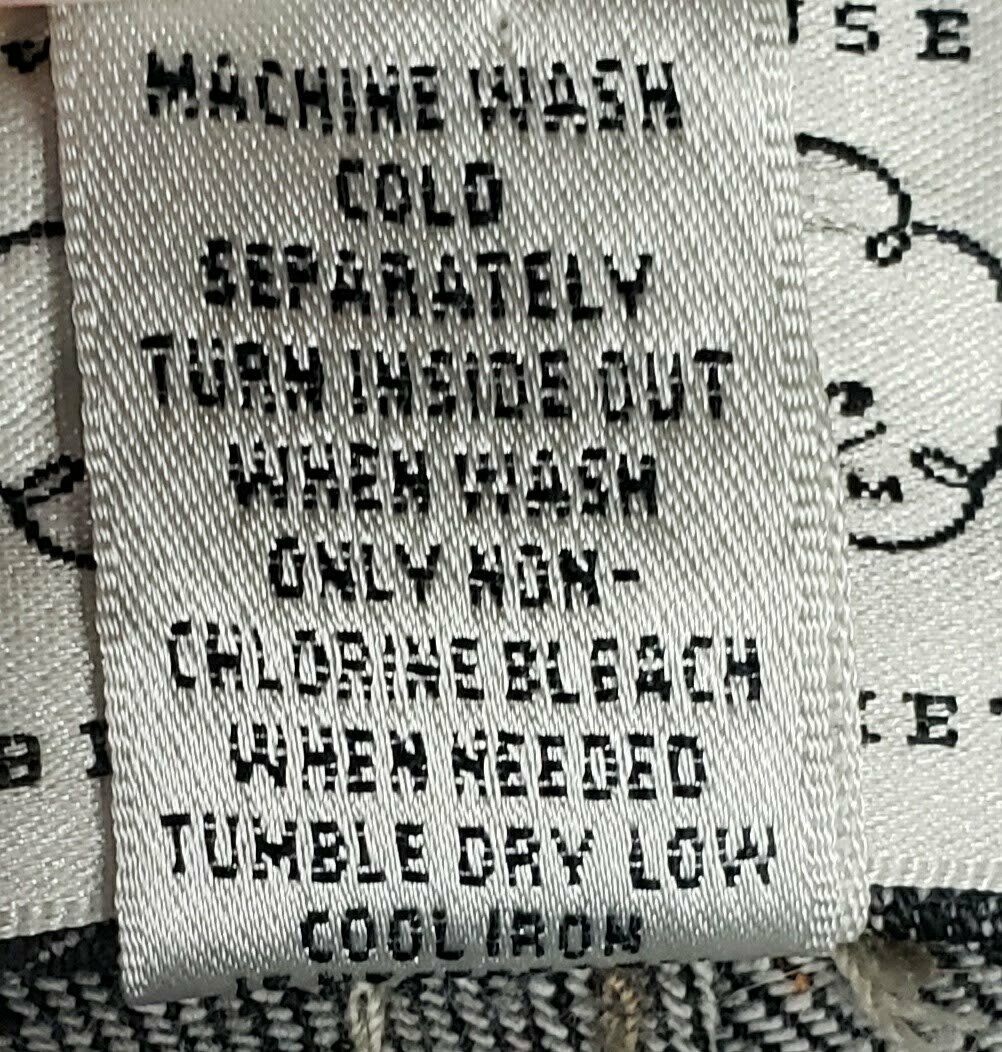 MACHINE WASH
COLD
SEPARATELY
TURN INSIDE OUT
WHEN WASH
ONLY NON-
CHLORINE BLEACH
WHEN NEEDED
TUMBLE DRY LOW
COOL IRON